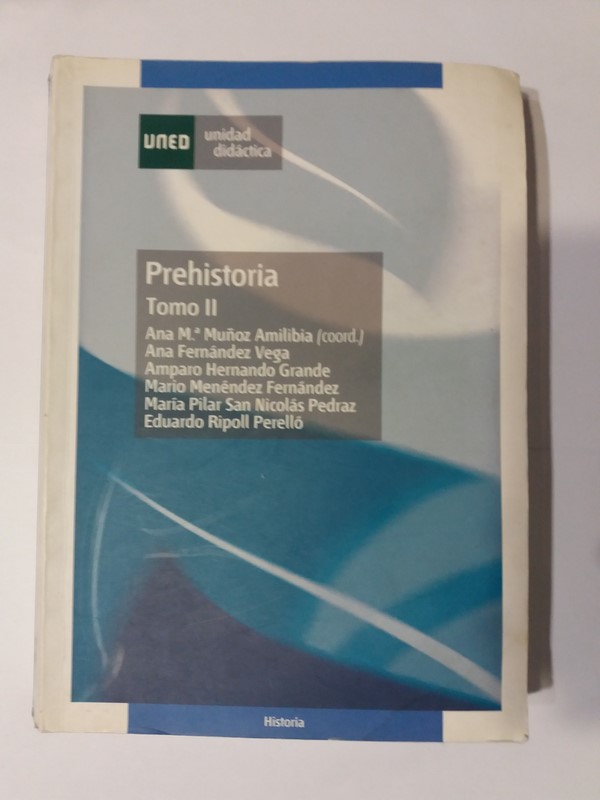 UNED
unidad
didáctica
Prehistoria
Tomo II
Ana M.ª Muñoz Amilibia (coord.)
Ana Fernández Vega
Amparo Hernando Grande
Mario Menéndez Fernández
María Pilar San Nicolás Pedraz
Eduardo Ripoll Perelló
Historia